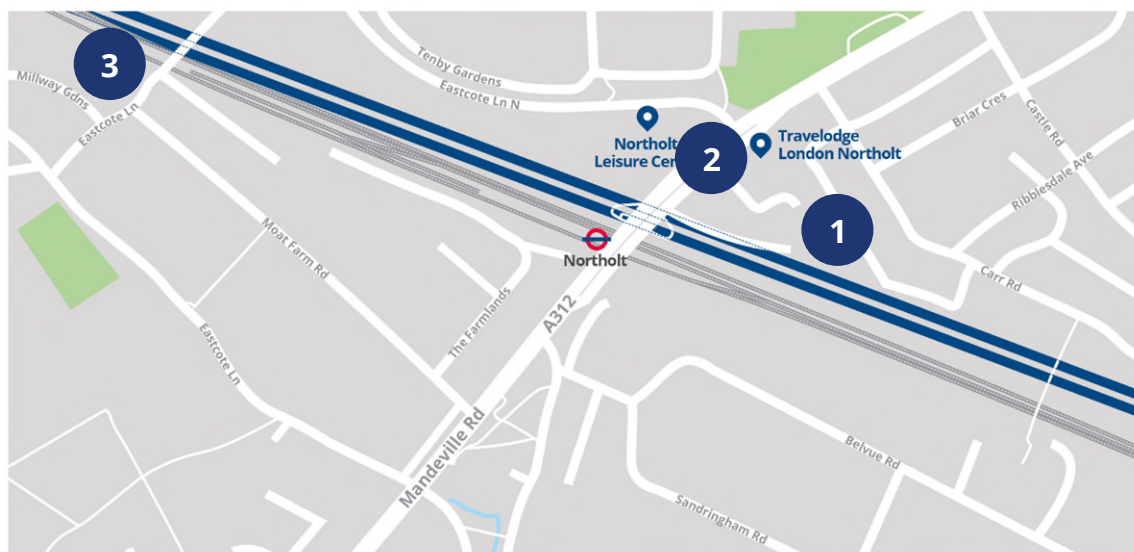 3
Millway Gdns
Eastcote Ln
Tenby Gardens
Eastcote Ln N
Northolt
Leisure Cen
2
Travelodge
London Northolt
Briar Cres
Castle Rd
Ribblesdale Ave
1
Carr Rd
Northolt
Moat Farm Rd
The Farmlands
A312
Eastcote Ln
Mandeville Rd
Belvue Rd
Sandringham Rd